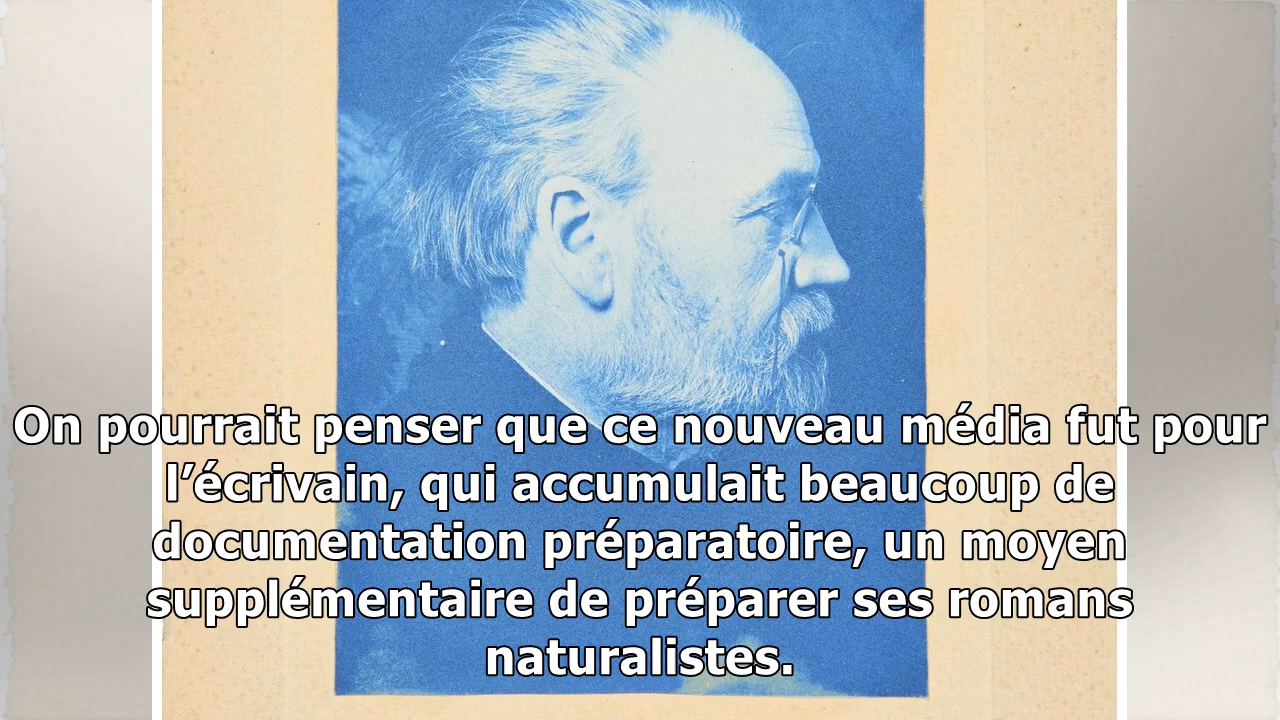 On pourrait penser que ce nouveau média fut pour
l’écrivain, qui accumulait beaucoup de
documentation préparatoire, un moyen
supplémentaire de préparer ses romans
naturalistes.